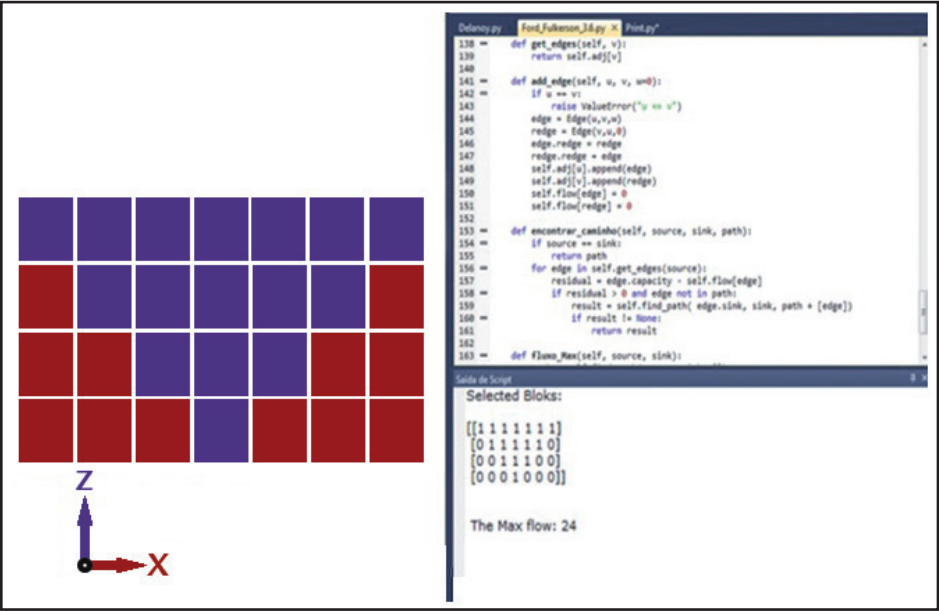 Delanoy.py Ford_Fulkerson_3.6.py × Print.py*
138 def get_edges(self, v):
139 return self.adj[v]
140
141 def add_edge(self, u, v, w=0):
142 if u == v:
143 raise ValueError("u == v")
144 edge = Edge(u,v,w)
145 redge = Edge(v,u,0)
146 edge.redge = redge
147 redge.redge = edge
148 self.adj[u].append(edge)
149 self.adj[v].append(redge)
150 self.flow[edge] = 0
151 self.flow[redge] = 0
152
153 def encontrar_caminho(self, source, sink, path):
154 if source == sink:
155 return path
156 for edge in self.get_edges(source):
157 residual = edge.capacity - self.flow[edge]
158 if residual > 0 and edge not in path:
159 result = self.find_path( edge.sink, sink, path + [edge])
160 if result != None:
161 return result
162
163 def fluxo_Max(self, source, sink):
Saída de Script
Selected Bloks:
[[1 1 1 1 1 1 1]
[0 1 1 1 1 1 0]
[0 0 1 1 1 0 0]
[0 0 0 1 0 0 0]]
The Max flow: 24
Z
X